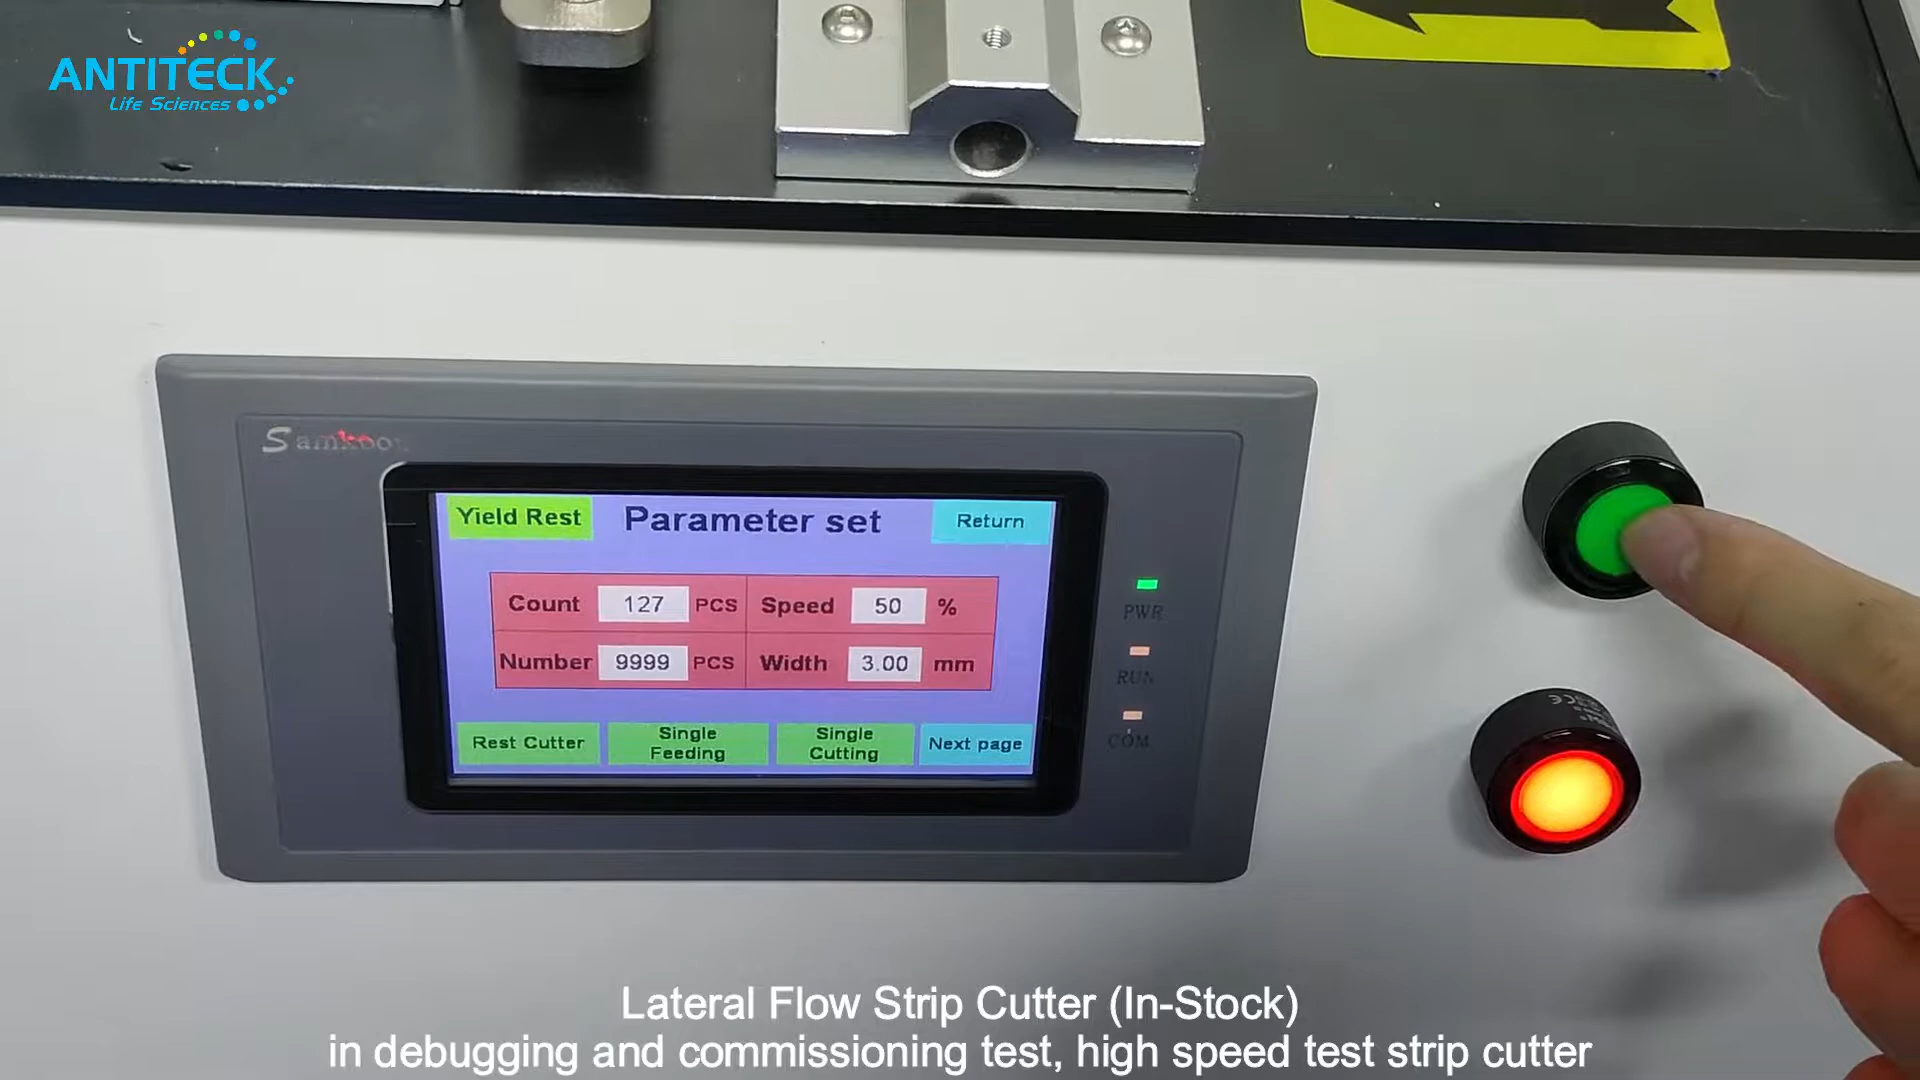 ANTITECK
Life Sciences
Samkoon
Yield Rest
Parameter set
Return
Count 127 PCS Speed 50 %
Number 9999 PCS Width 3.00 mm
Rest Cutter
Single
Feeding
Single
Cutting
Next page
PWR
RUN
COM
CE
Lateral Flow Strip Cutter (In-Stock)
in debugging and commissioning test, high speed test strip cutter